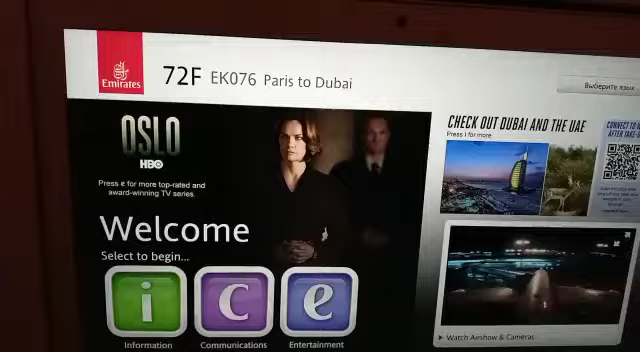 Emirates
72F EK076 Paris to Dubai
Выберите язык
OSLO
HBO
Press e for more top-rated and
award-winning TV series.
Welcome
Select to begin...
i c e
Information Communications Entertainment
CHECK OUT DUBAI AND THE UAE
Press i for more
CONNECT TO
AFTER TAKE-
Watch Airshow & Cameras